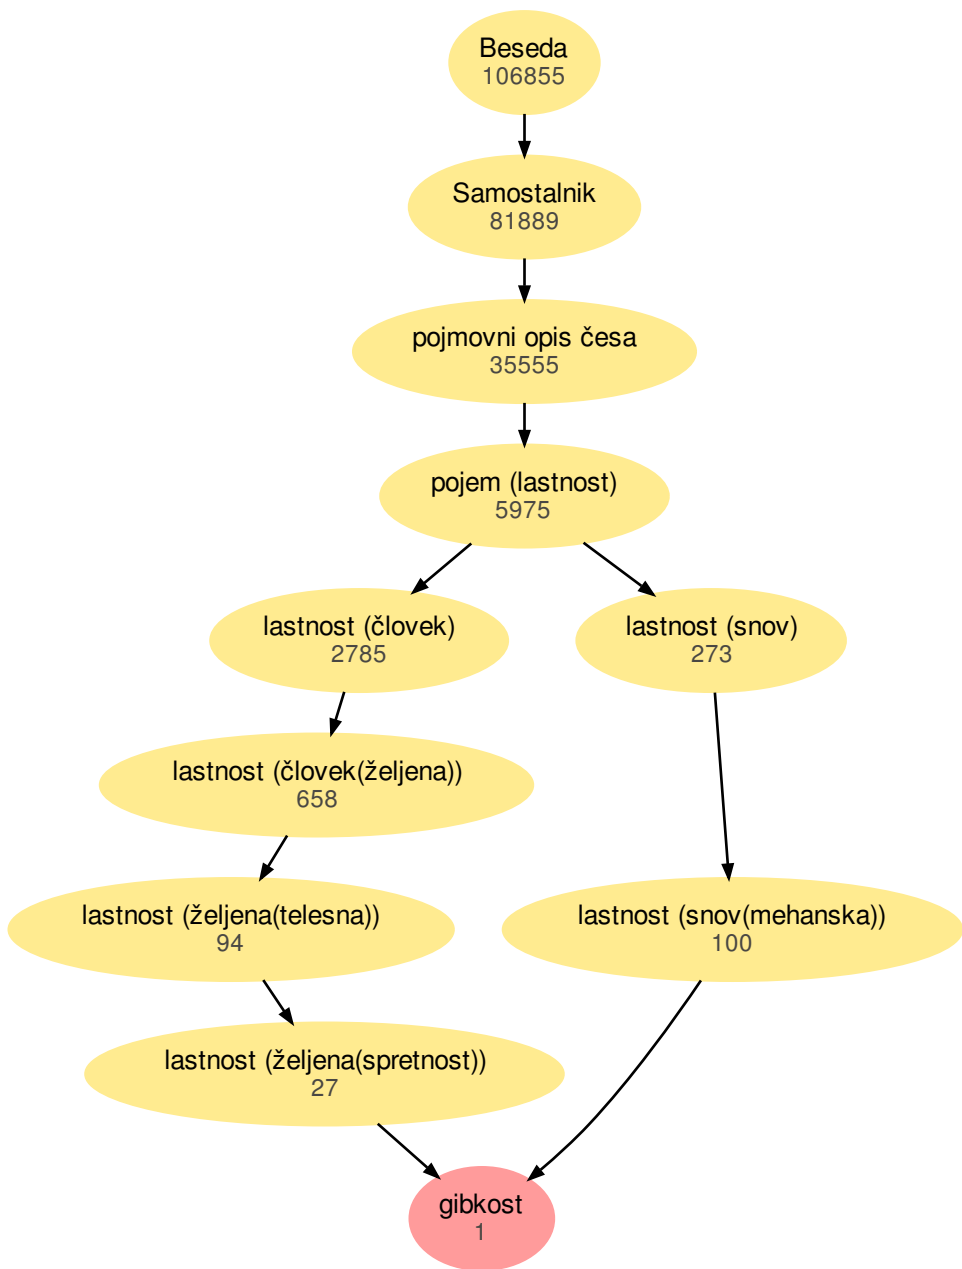 Beseda
106855
Samostalnik
81889
pojmovni opis česa
35555
pojem (lastnost)
5975
lastnost (človek)
2785
lastnost (snov)
273
lastnost (človek(željena))
658
lastnost (željena(telesna))
94
lastnost (snov(mehanska))
100
lastnost (željena(spretnost))
27
gibkost
1